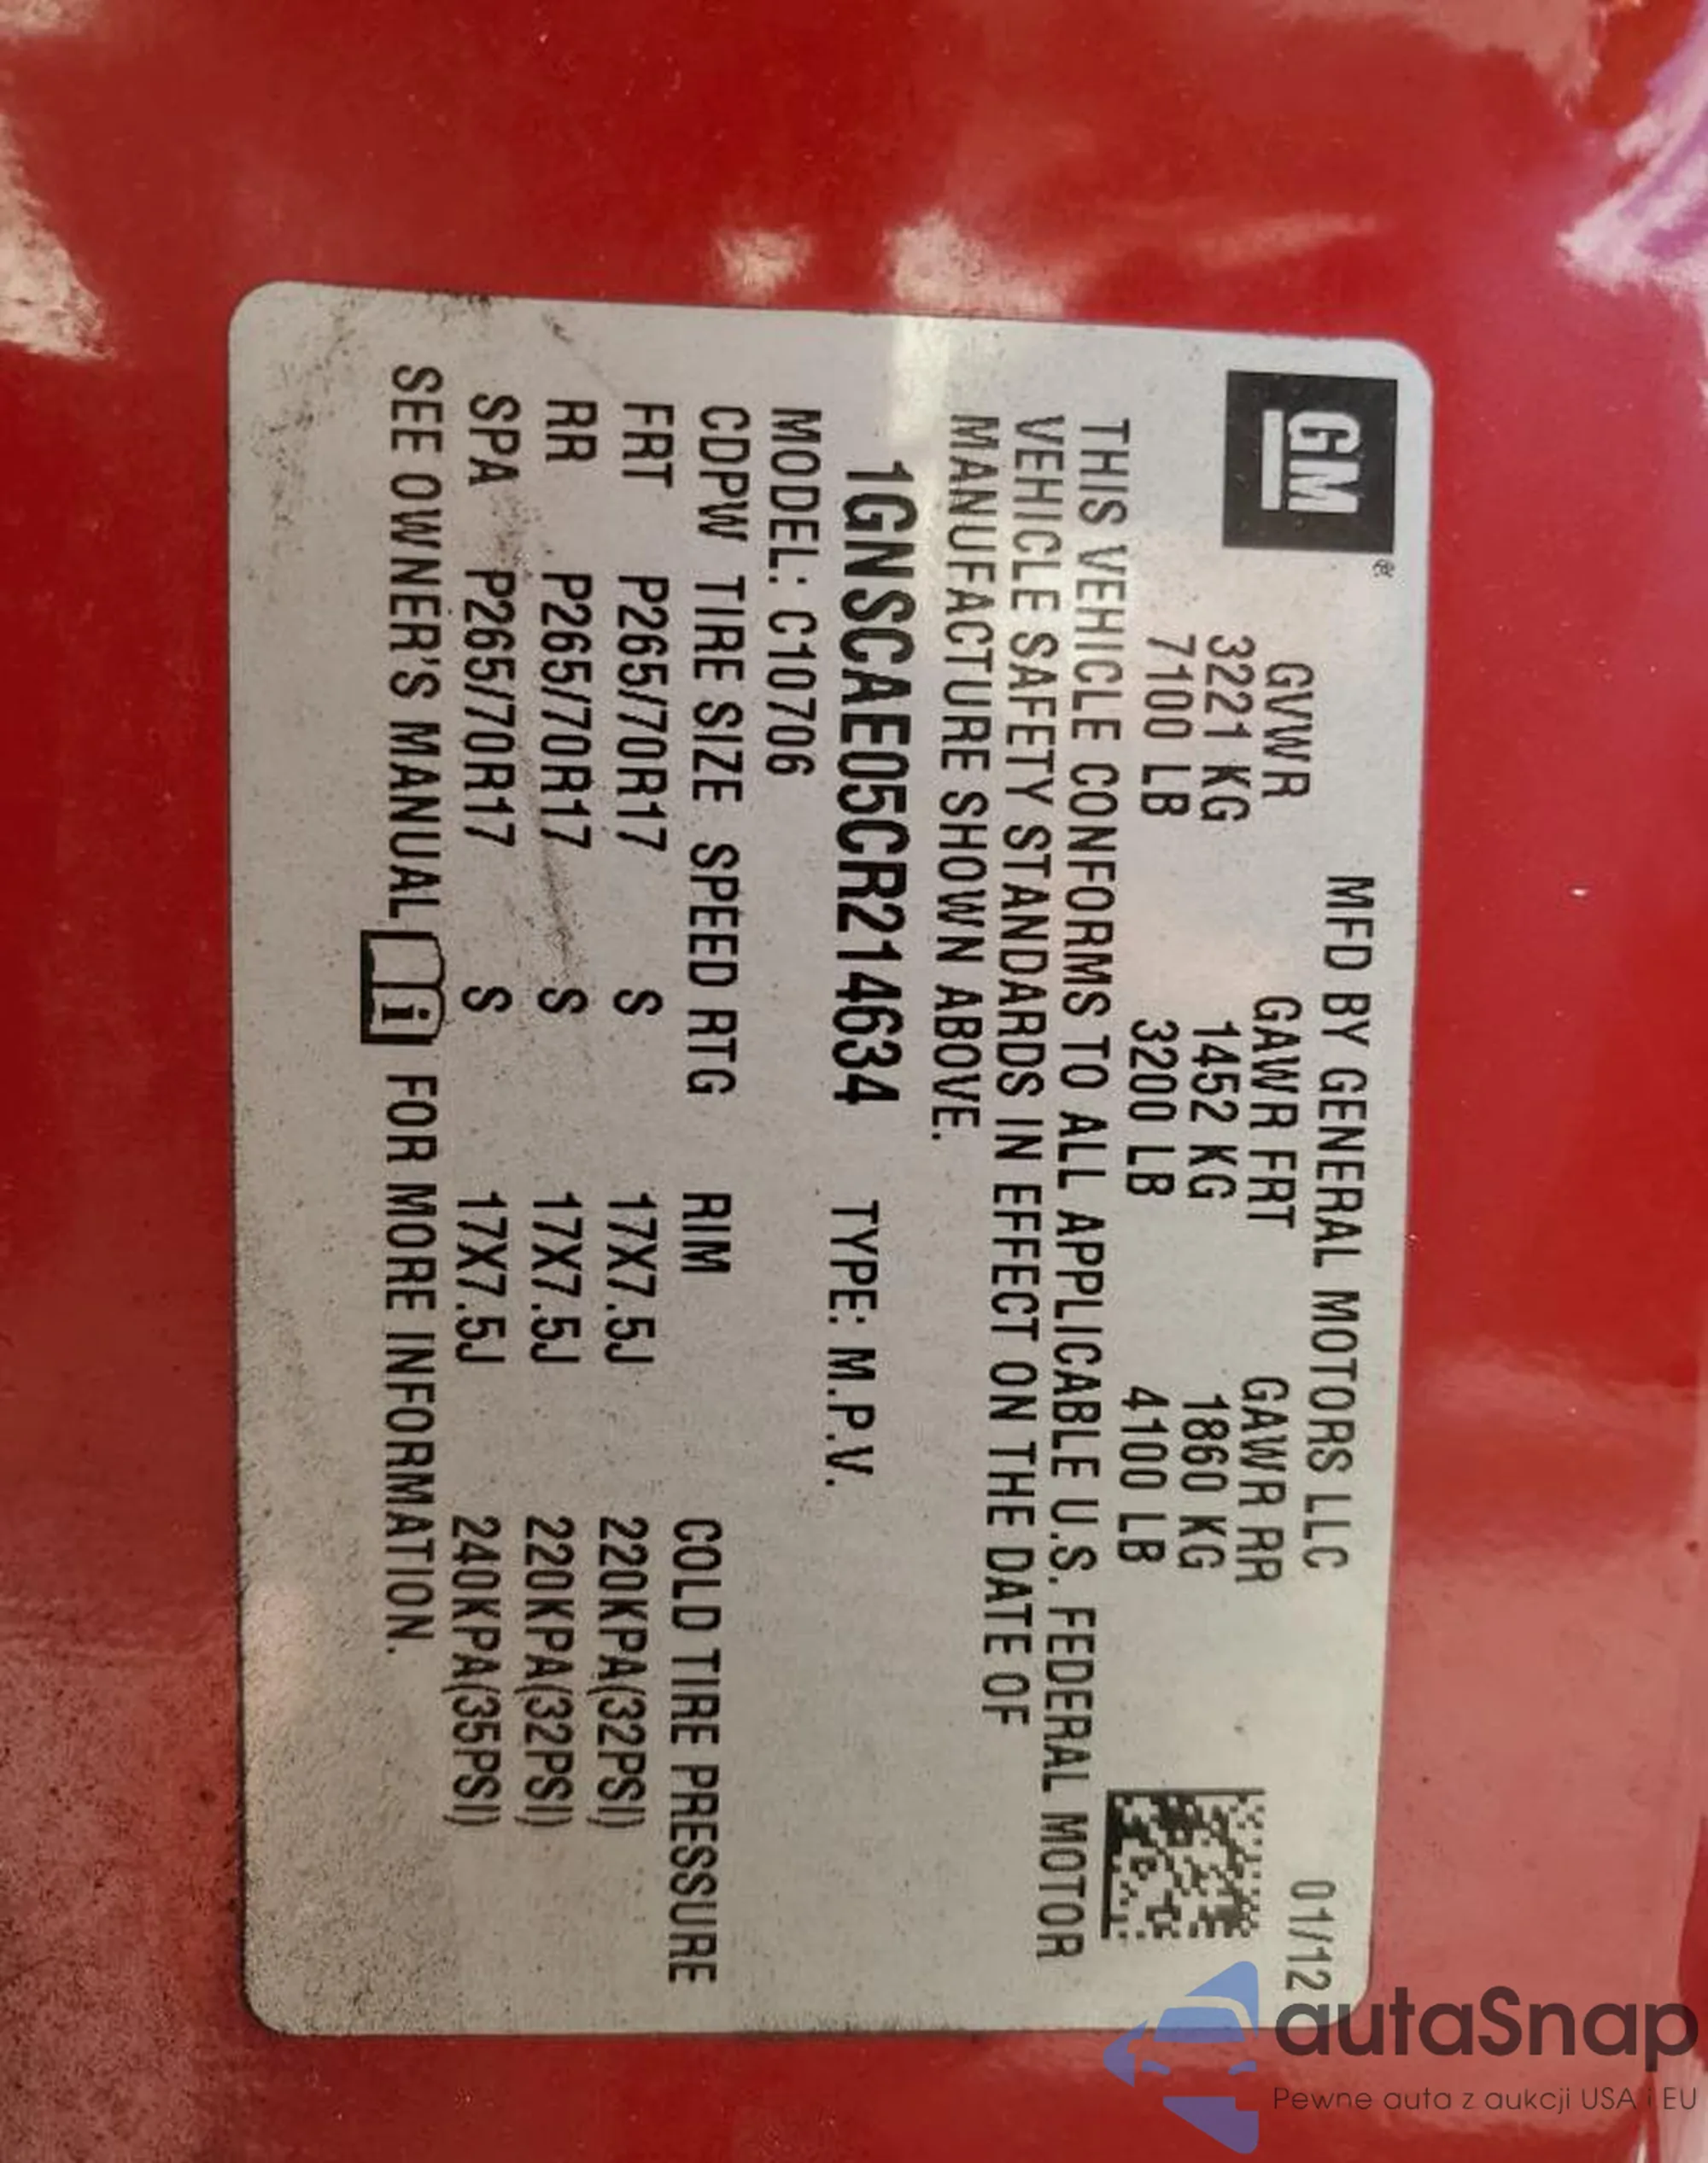 GM®
MFD BY GENERAL MOTORS LLC 01/12
GVWR GAWR FRT GAWR RR
3221 KG 1452 KG 1860 KG
7100 LB 3200 LB 4100 LB
THIS VEHICLE CONFORMS TO ALL APPLICABLE U.S. FEDERAL MOTOR
VEHICLE SAFETY STANDARDS IN EFFECT ON THE DATE OF
MANUFACTURE SHOWN ABOVE.
1GNSCAE05CR214634 TYPE: M.P.V.
MODEL: C10706
CDPW TIRE SIZE SPEED RTG RIM COLD TIRE PRESSURE
FRT P265/70R17 S 17X7.5J 220KPA(32PSI)
RR P265/70R17 S 17X7.5J 220KPA(32PSI)
SPA P265/70R17 S 17X7.5J 240KPA(35PSI)
SEE OWNER'S MANUAL i FOR MORE INFORMATION.
autaSnap
Pewne auta z aukcji USA i EU